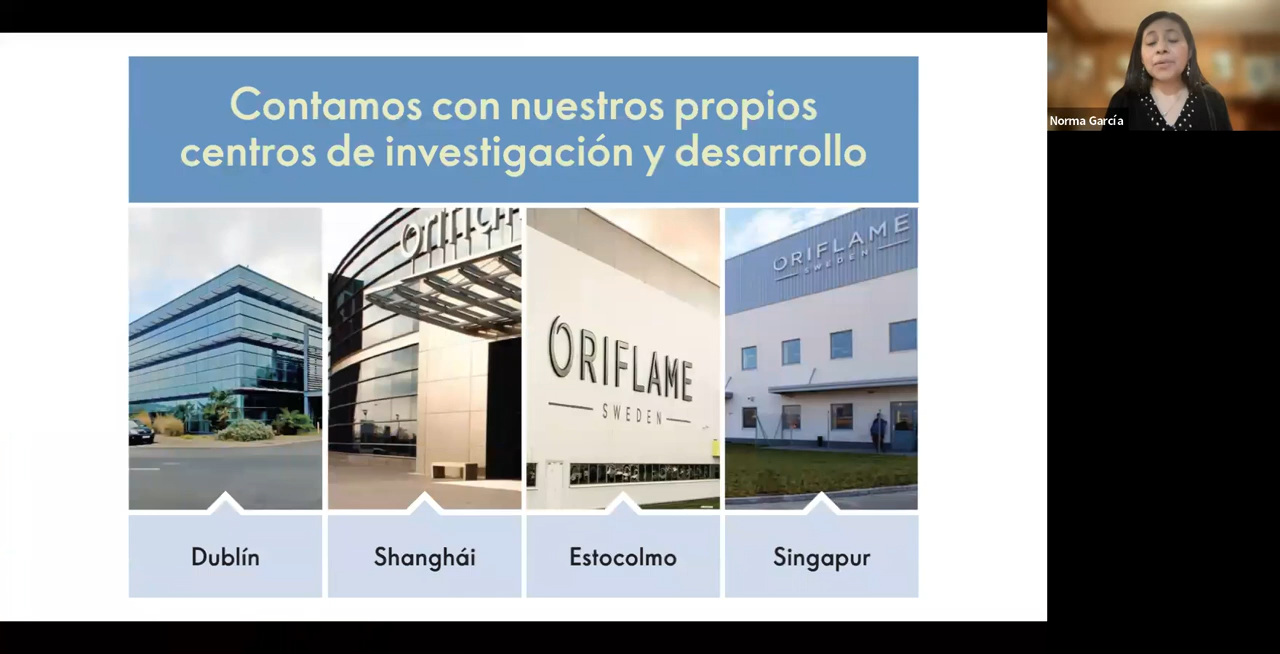 Contamos con nuestros propios
centros de investigación y desarrollo
Norma García
ORIFLAME
SWEDEN
ORIFLAME
SWEDEN
Dublín
Shanghái
Estocolmo
Singapur